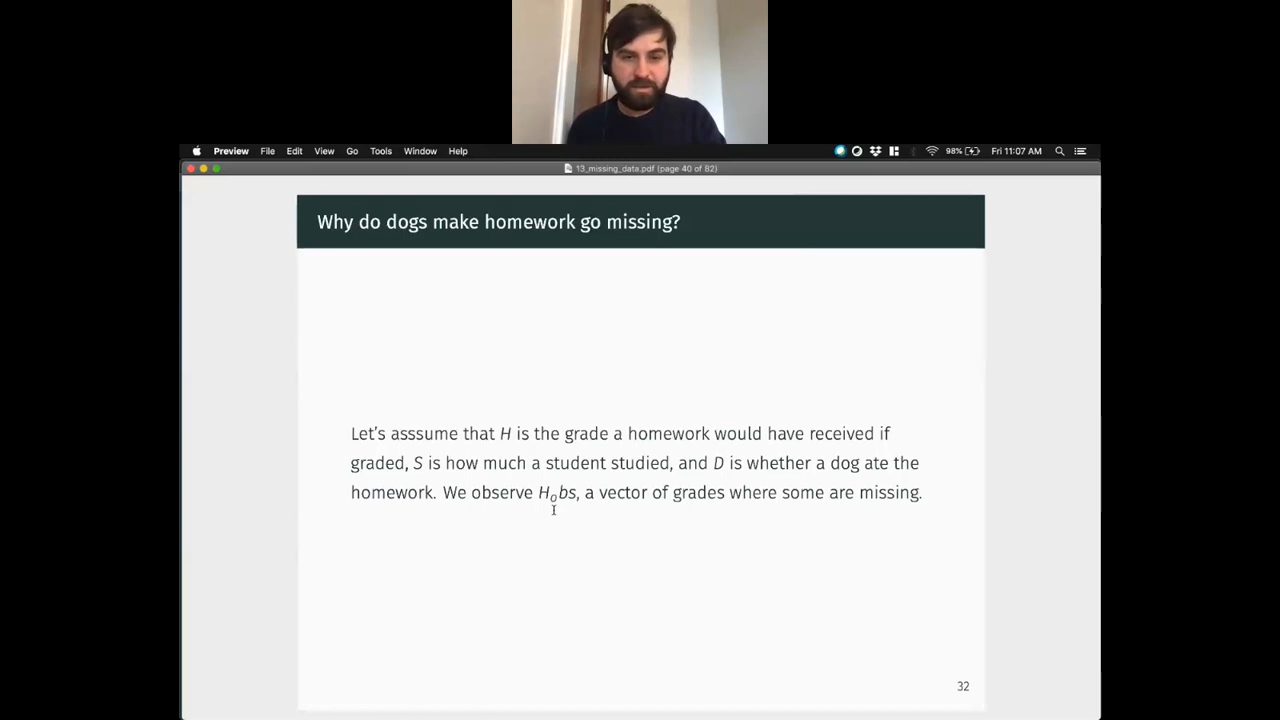 Preview File Edit View Go Tools Window Help 98% Fri 11:07 AM
13_missing_data.pdf (page 40 of 82)
Why do dogs make homework go missing?
Let's asssume that H is the grade a homework would have received if
graded, S is how much a student studied, and D is whether a dog ate the
homework. We observe Hobs, a vector of grades where some are missing.
32